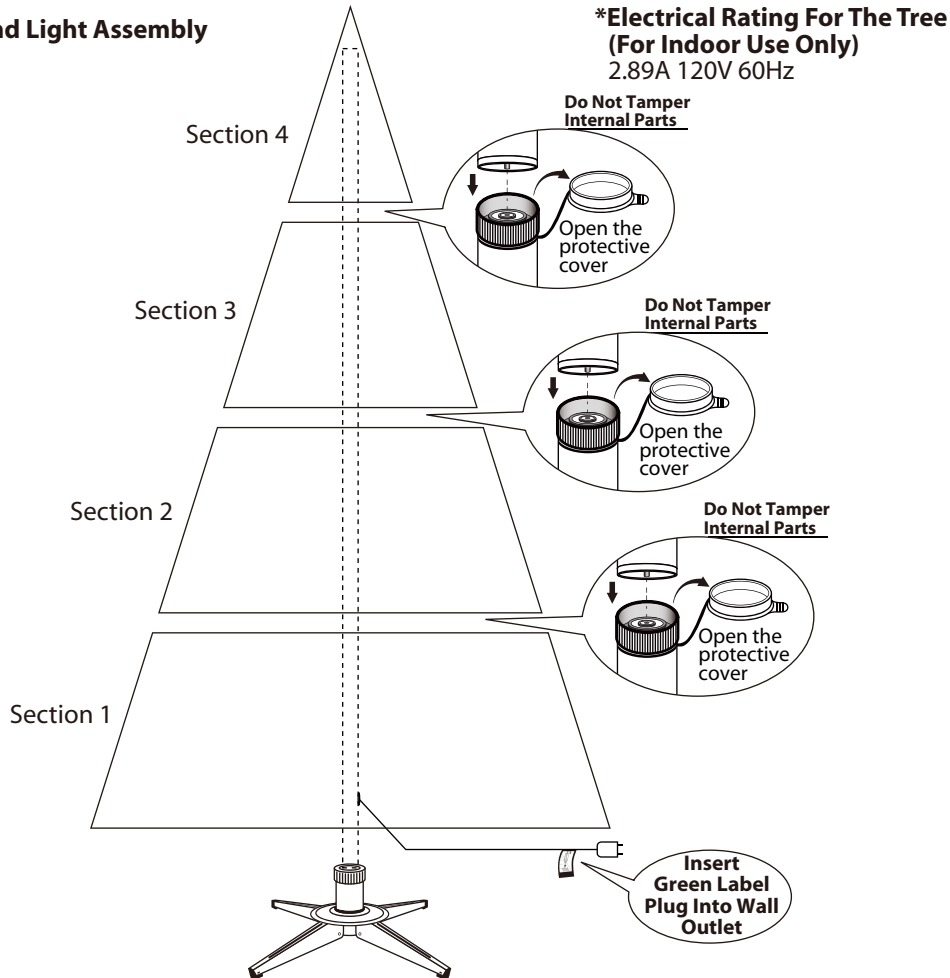 Light Assembly
*Electrical Rating For The Tree
(For Indoor Use Only)
2.89A 120V 60Hz
Do Not Tamper
Internal Parts
Section 4
Open the
protective
cover
Section 3
Do Not Tamper
Internal Parts
Open the
protective
cover
Section 2
Do Not Tamper
Internal Parts
Open the
protective
cover
Section 1
Insert
Green Label
Plug Into Wall
Outlet